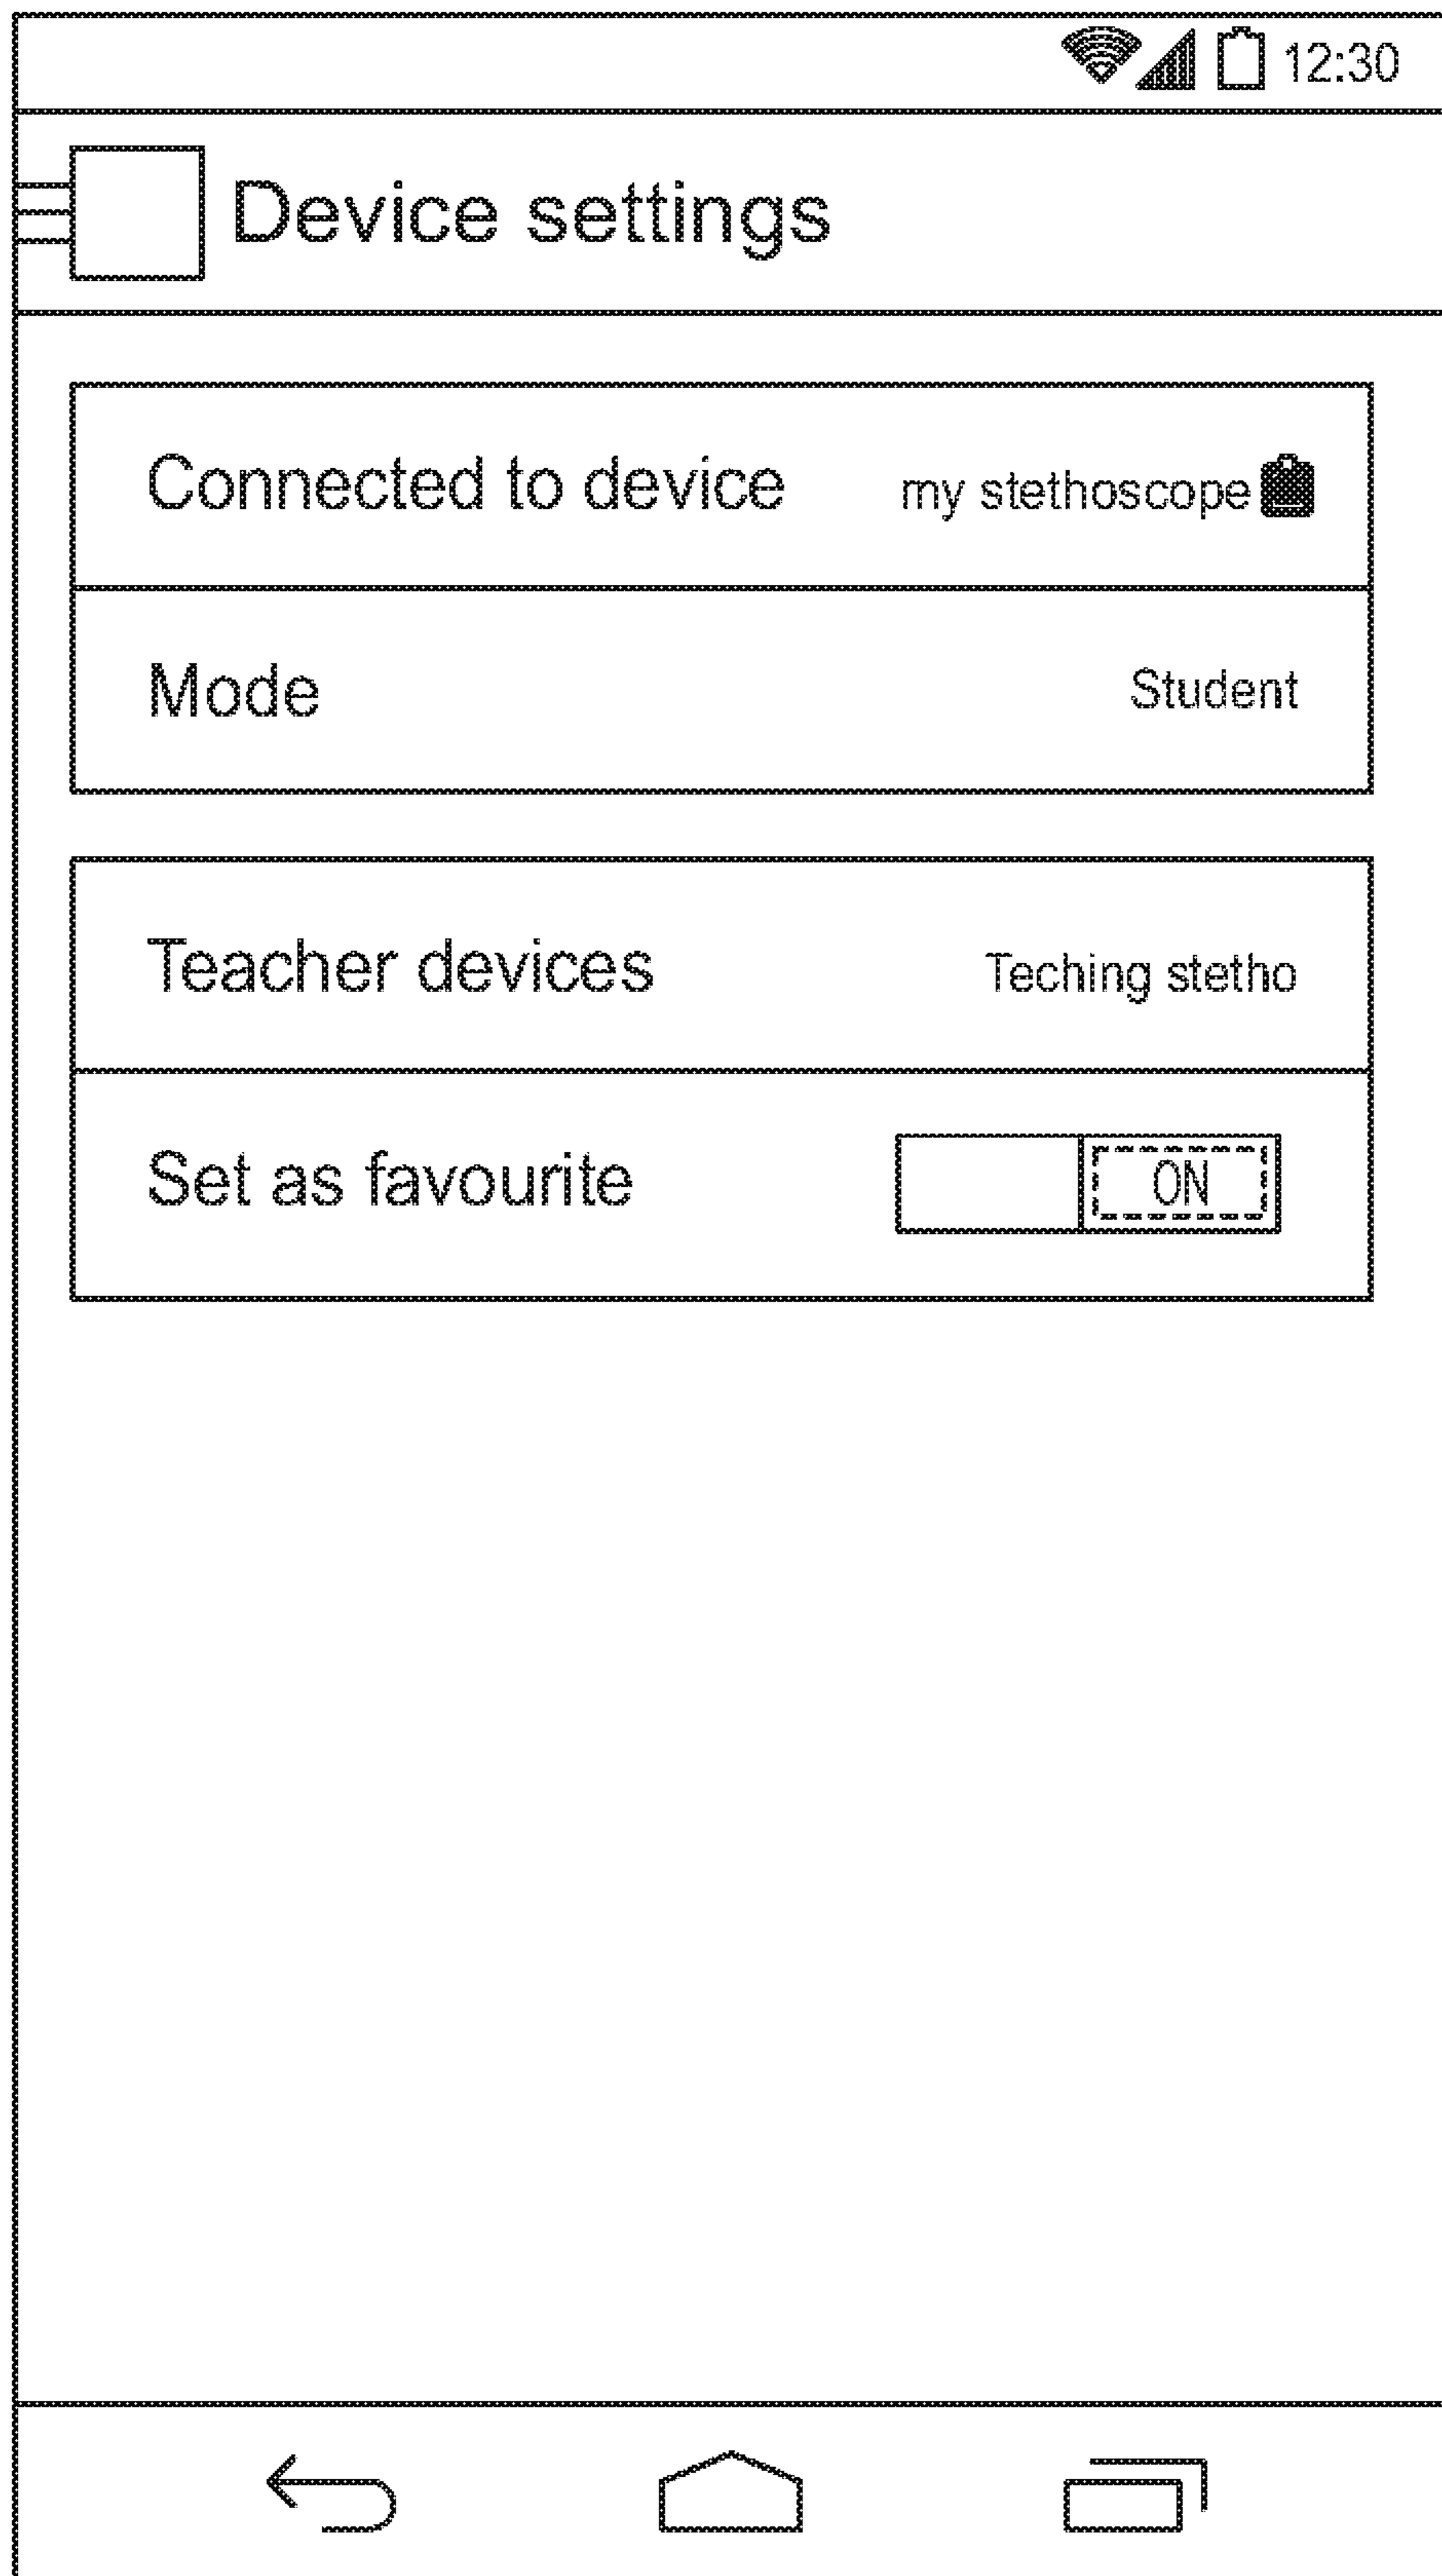 12:30
Device settings
Connected to device my stethoscope
Mode Student
Teacher devices Teching stetho
Set as favourite ON